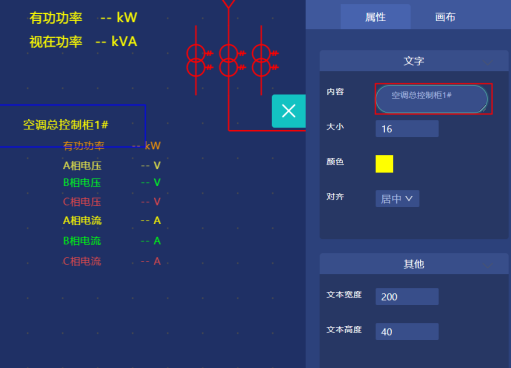 有功功率 -- kW
视在功率 -- kVA
空调总控制柜1#
有功功率 -- kW
A相电压 -- V
B相电压 -- V
C相电压 -- V
A相电流 -- A
B相电流 -- A
C相电流 -- A
属性 画布
文字
内容 空调总控制柜1#
大小 16
颜色
对齐 居中
其他
文本宽度 200
文本高度 40